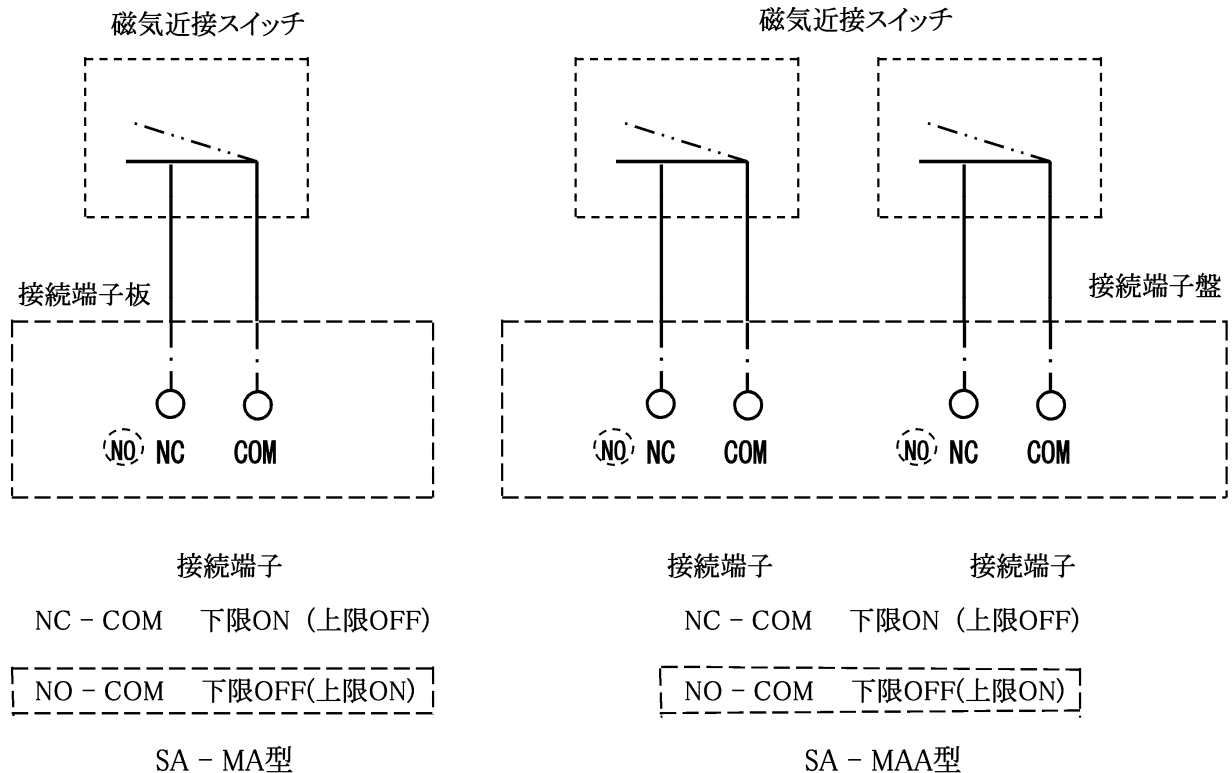 磁気近接スイッチ
接続端子板
NO NC COM
接続端子
NC － COM 下限ON（上限OFF）
NO － COM 下限OFF(上限ON)
SA － MA型
磁気近接スイッチ
接続端子盤
NO NC COM NO NC COM
接続端子 接続端子
NC － COM 下限ON（上限OFF）
NO － COM 下限OFF(上限ON)
SA － MAA型